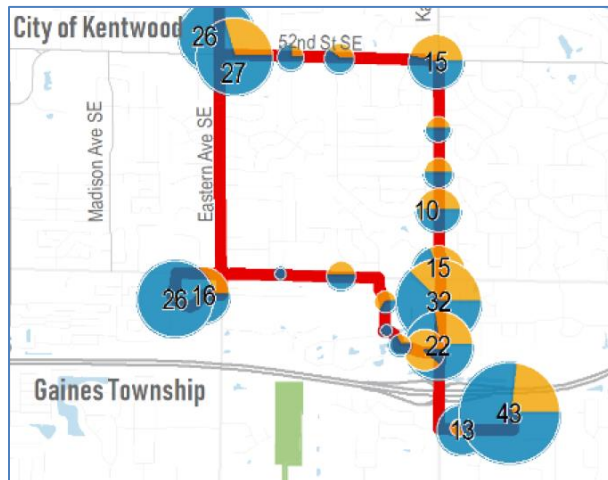 City of Kentwood
26
27
52nd St SE
Ka
15
Madison Ave SE
Eastern Ave SE
10
15
26
16
32
22
Gaines Township
43
13